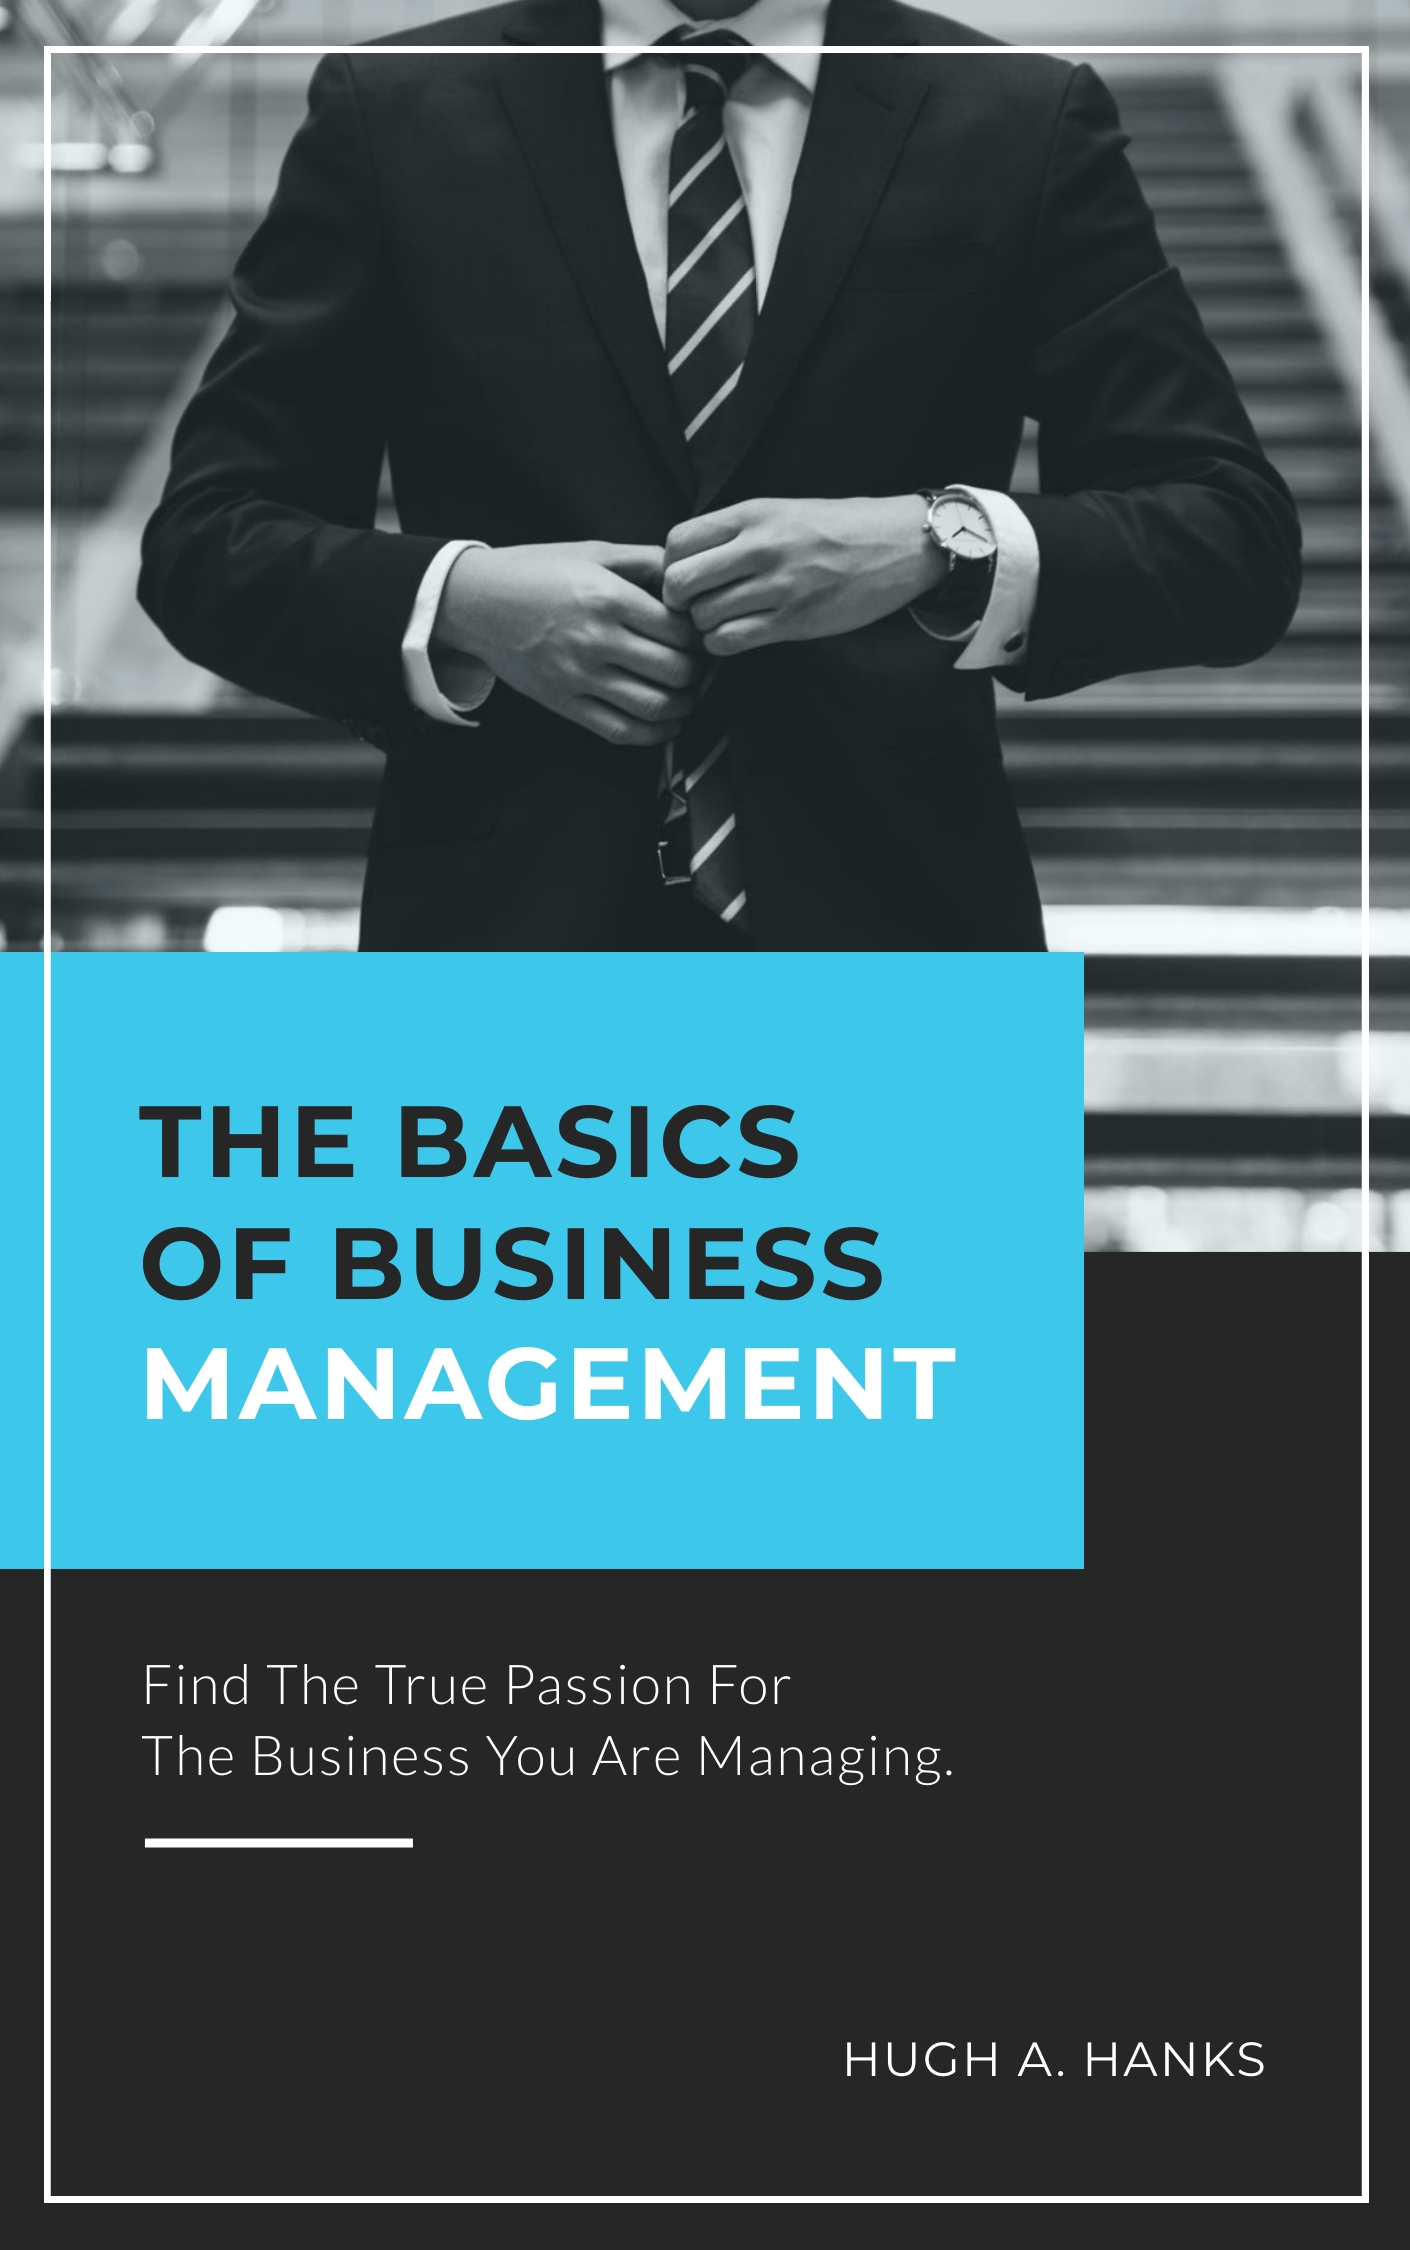 THE BASICS
OF BUSINESS
MANAGEMENT
Find The True Passion For
The Business You Are Managing.
HUGH A. HANKS